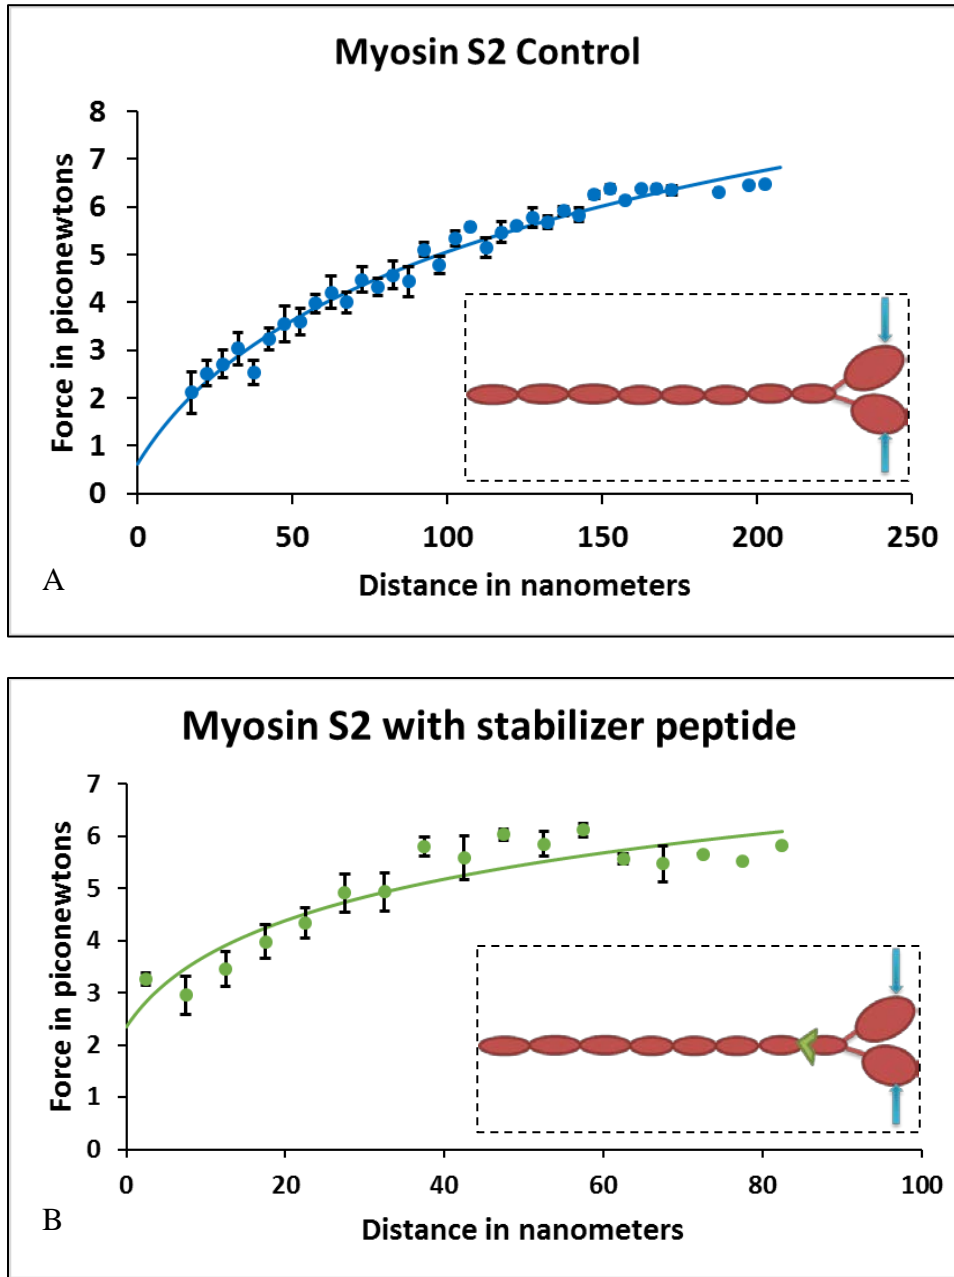 Myosin S2 Control
8
7
6
5
4
3
2
1
0
Force in piconewtons
0 50 100 150 200 250
Distance in nanometers
A
Myosin S2 with stabilizer peptide
7
6
5
4
3
2
1
0
Force in piconewtons
0 20 40 60 80 100
Distance in nanometers
B